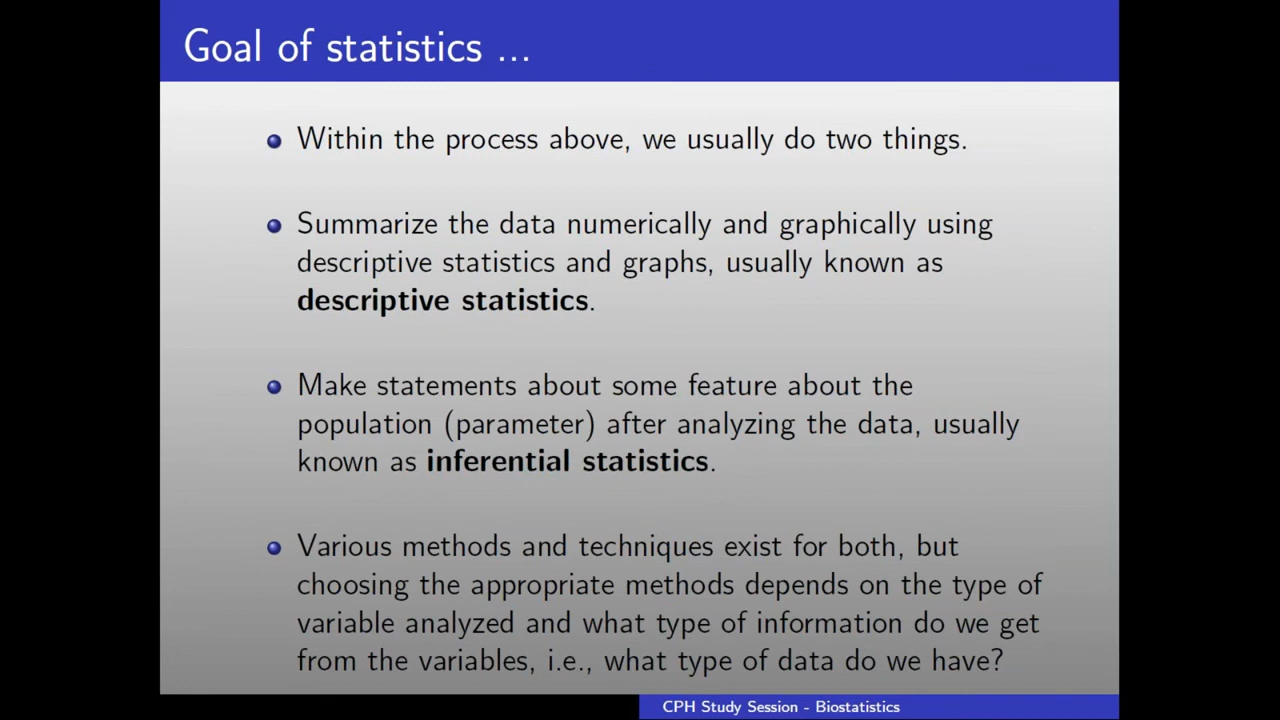 Goal of statistics ...
Within the process above, we usually do two things.
Summarize the data numerically and graphically using
descriptive statistics and graphs, usually known as
descriptive statistics.
Make statements about some feature about the
population (parameter) after analyzing the data, usually
known as inferential statistics.
Various methods and techniques exist for both, but
choosing the appropriate methods depends on the type of
variable analyzed and what type of information do we get
from the variables, i.e., what type of data do we have?
CPH Study Session - Biostatistics